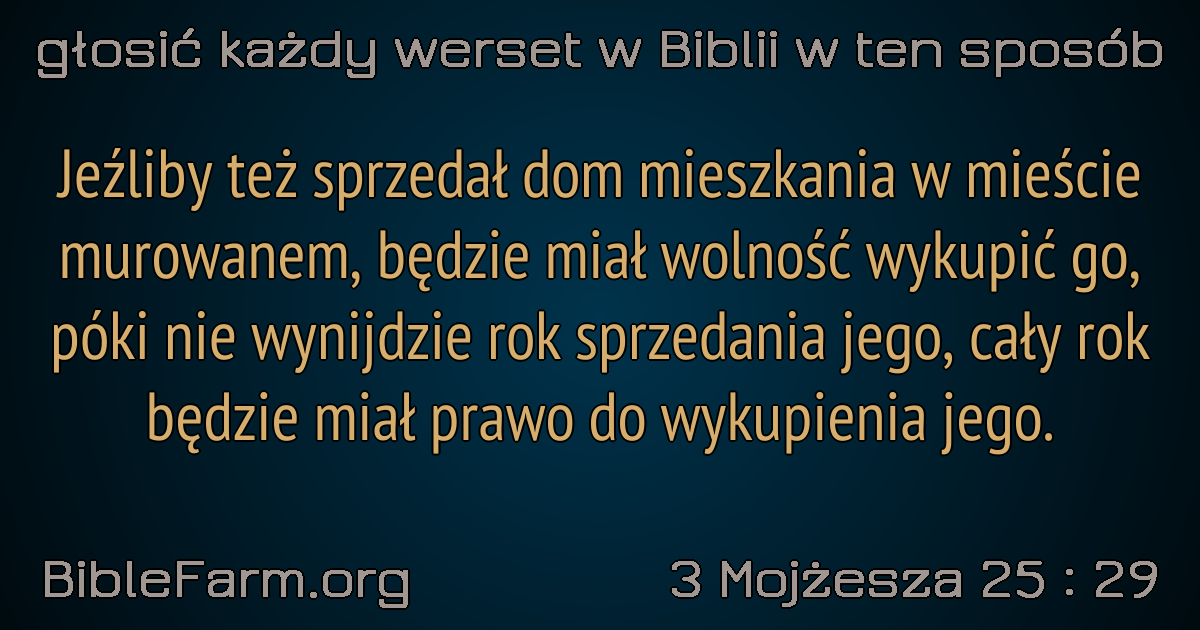 głosić każdy werset w Biblii w ten sposób
Jeźliby też sprzedał dom mieszkania w mieście
murowanem, będzie miał wolność wykupić go,
póki nie wynijdzie rok sprzedania jego, cały rok
będzie miał prawo do wykupienia jego.
BibleFarm.org
3 Mojżesza 25 : 29